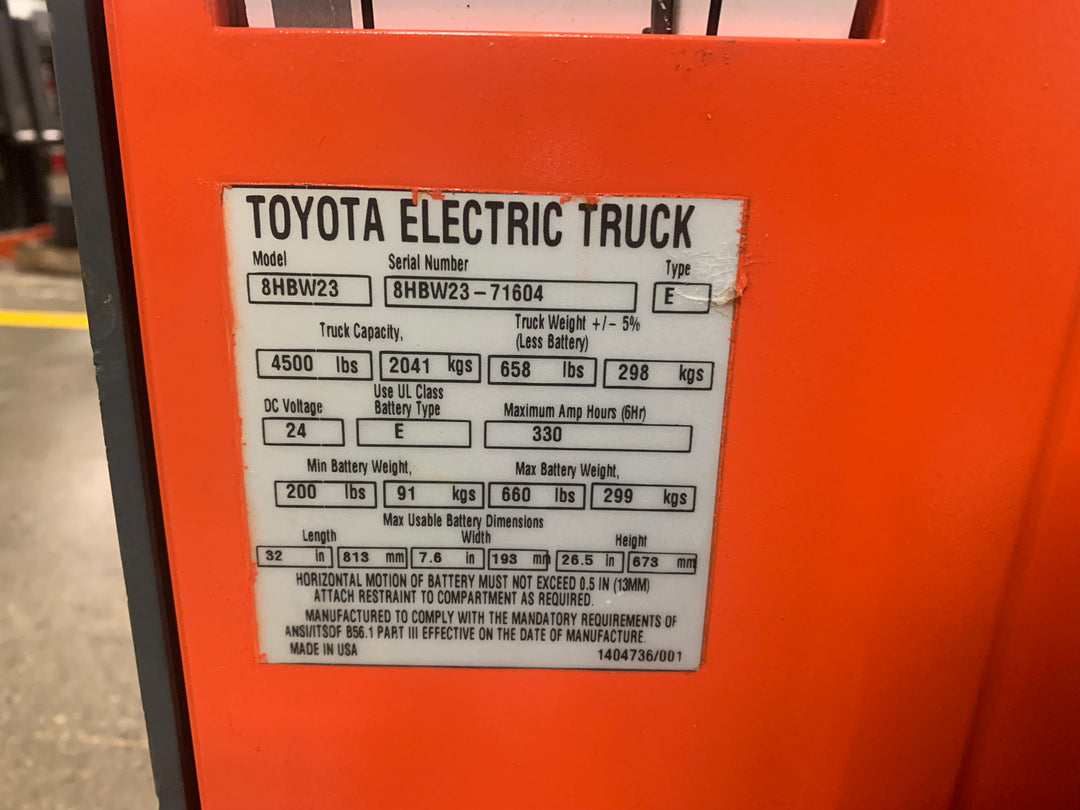 TOYOTA ELECTRIC TRUCK
Model Serial Number Type
8HBW23 8HBW23-71604 E
Truck Capacity, Truck Weight +/- 5%
(Less Battery)
4500 lbs 2041 kgs 658 lbs 298 kgs
Use UL Class
DC Voltage Battery Type Maximum Amp Hours (6Hr)
24 E 330
Min Battery Weight, Max Battery Weight,
200 lbs 91 kgs 660 lbs 299 kgs
Max Usable Battery Dimensions
Length Width Height
32 in 813 mm 7.6 in 193 mm 26.5 in 673 mm
HORIZONTAL MOTION OF BATTERY MUST NOT EXCEED 0.5 IN (13MM)
ATTACH RESTRAINT TO COMPARTMENT AS REQUIRED.
MANUFACTURED TO COMPLY WITH THE MANDATORY REQUIREMENTS OF
ANSI/ITSDF B56.1 PART III EFFECTIVE ON THE DATE OF MANUFACTURE.
MADE IN USA 1404736/001